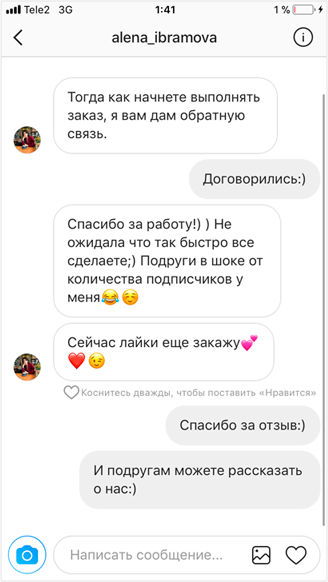 Tele2 3G 1:41 1 %
alena_ibramova
Тогда как начнете выполнять
заказ, я вам дам обратную
связь.
Договорились:)
Спасибо за работу!) ) Не
ожидала что так быстро все
сделаете;) Подруги в шоке от
количества подписчиков у
меня😂☺️
Сейчас лайки еще закажу💕
❤️😉
Коснитесь дважды, чтобы поставить «Нравится»
Спасибо за отзыв:)
И подругам можете рассказать
о нас:)
Написать сообщение...